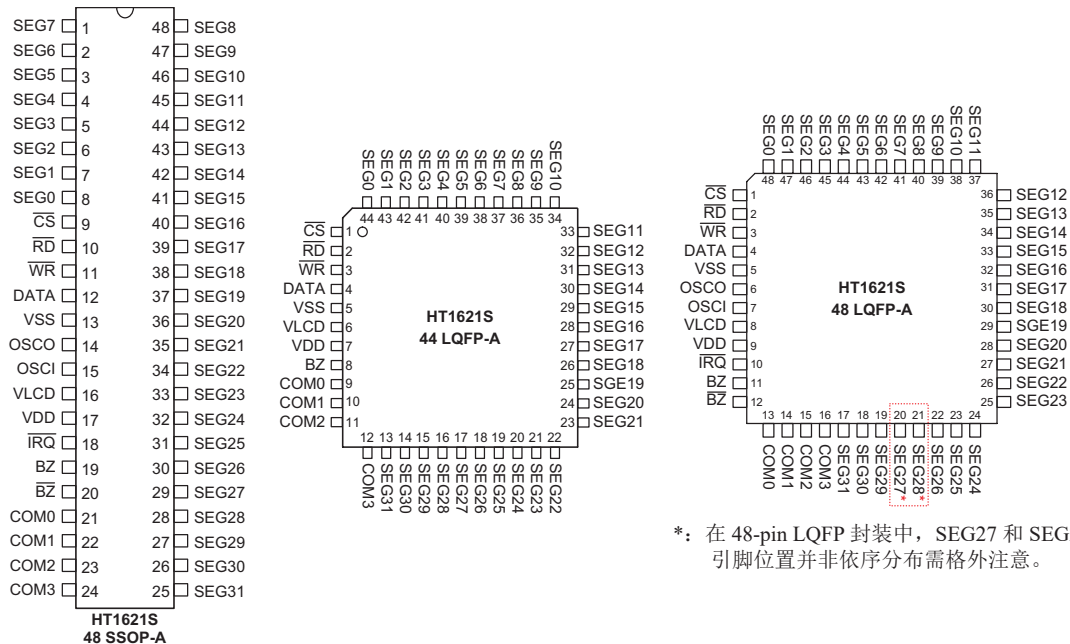 SEG7 1 48 SEG8
SEG6 2 47 SEG9
SEG5 3 46 SEG10
SEG4 4 45 SEG11
SEG3 5 44 SEG12
SEG2 6 43 SEG13
SEG1 7 42 SEG14
SEG0 8 41 SEG15
CS 9 40 SEG16
RD 10 39 SEG17
WR 11 38 SEG18
DATA 12 37 SEG19
VSS 13 36 SEG20
OSCO 14 35 SEG21
OSCI 15 34 SEG22
VLCD 16 33 SEG23
VDD 17 32 SEG24
IRQ 18 31 SEG25
BZ 19 30 SEG26
BZ 20 29 SEG27
COM0 21 28 SEG28
COM1 22 27 SEG29
COM2 23 26 SEG30
COM3 24 25 SEG31
HT1621S
48 SSOP-A
SEG0 SEG1 SEG2 SEG3 SEG4 SEG5 SEG6 SEG7 SEG8 SEG9 SEG10
44 43 42 41 40 39 38 37 36 35 34
CS 1 33 SEG11
RD 2 32 SEG12
WR 3 31 SEG13
DATA 4 30 SEG14
VSS 5 29 SEG15
VLCD 6 28 SEG16
VDD 7 27 SEG17
BZ 8 26 SEG18
COM0 9 25 SGE19
COM1 10 24 SEG20
COM2 11 23 SEG21
HT1621S
44 LQFP-A
12 13 14 15 16 17 18 19 20 21 22
COM3 SEG31 SEG30 SEG29 SEG28 SEG27 SEG26 SEG25 SEG24 SEG23 SEG22
SEG0 SEG1 SEG2 SEG3 SEG4 SEG5 SEG6 SEG7 SEG8 SEG9 SEG10 SEG11
48 47 46 45 44 43 42 41 40 39 38 37
CS 1 36 SEG12
RD 2 35 SEG13
WR 3 34 SEG14
DATA 4 33 SEG15
VSS 5 32 SEG16
OSCO 6 31 SEG17
OSCI 7 30 SEG18
VLCD 8 29 SGE19
VDD 9 28 SEG20
IRQ 10 27 SEG21
BZ 11 26 SEG22
BZ 12 25 SEG23
HT1621S
48 LQFP-A
13 14 15 16 17 18 19 20 21 22 23 24
COM0 COM1 COM2 COM3 SEG31 SEG30 SEG29 SEG27* SEG28* SEG26 SEG25 SEG24
*：在 48-pin LQFP 封装中，SEG27 和 SEG
引脚位置并非依序分布需格外注意。